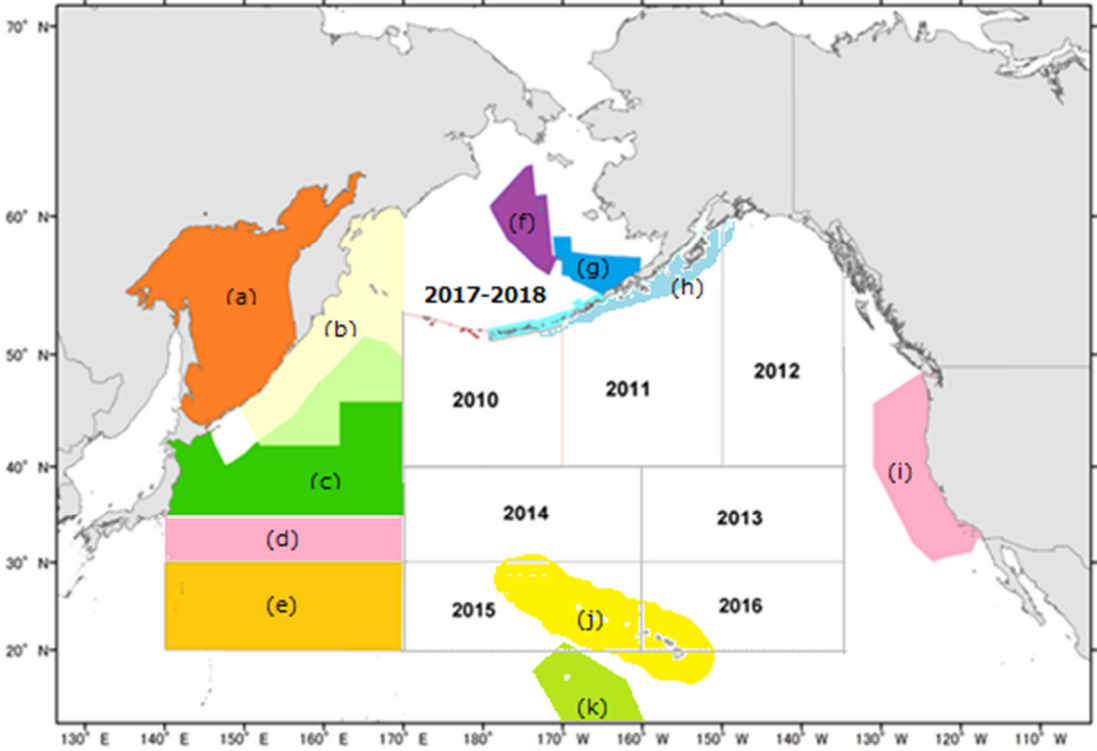 70° N
60° N
50° N
40° N
30° N
20° N
(a)
(b)
(c)
(d)
(e)
(f)
(g)
(h)
(i)
(j)
(k)
2017-2018
2010
2011
2012
2014
2013
2015
2016
130° E 140° E 150° E 160° E 170° E 180° 170° W 160° W 150° W 140° W 130° W 120° W 110° W